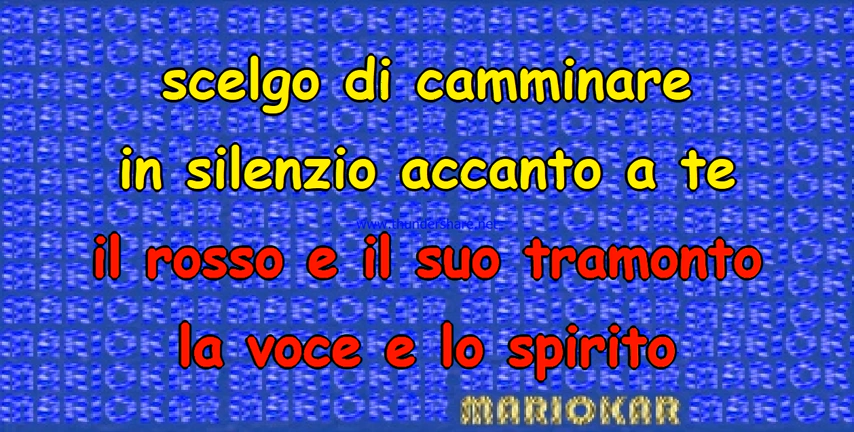 scelgo di camminare
in silenzio accanto a te
www.thundershare.net
il rosso e il suo tramonto
la voce e lo spirito
MARIOKAR